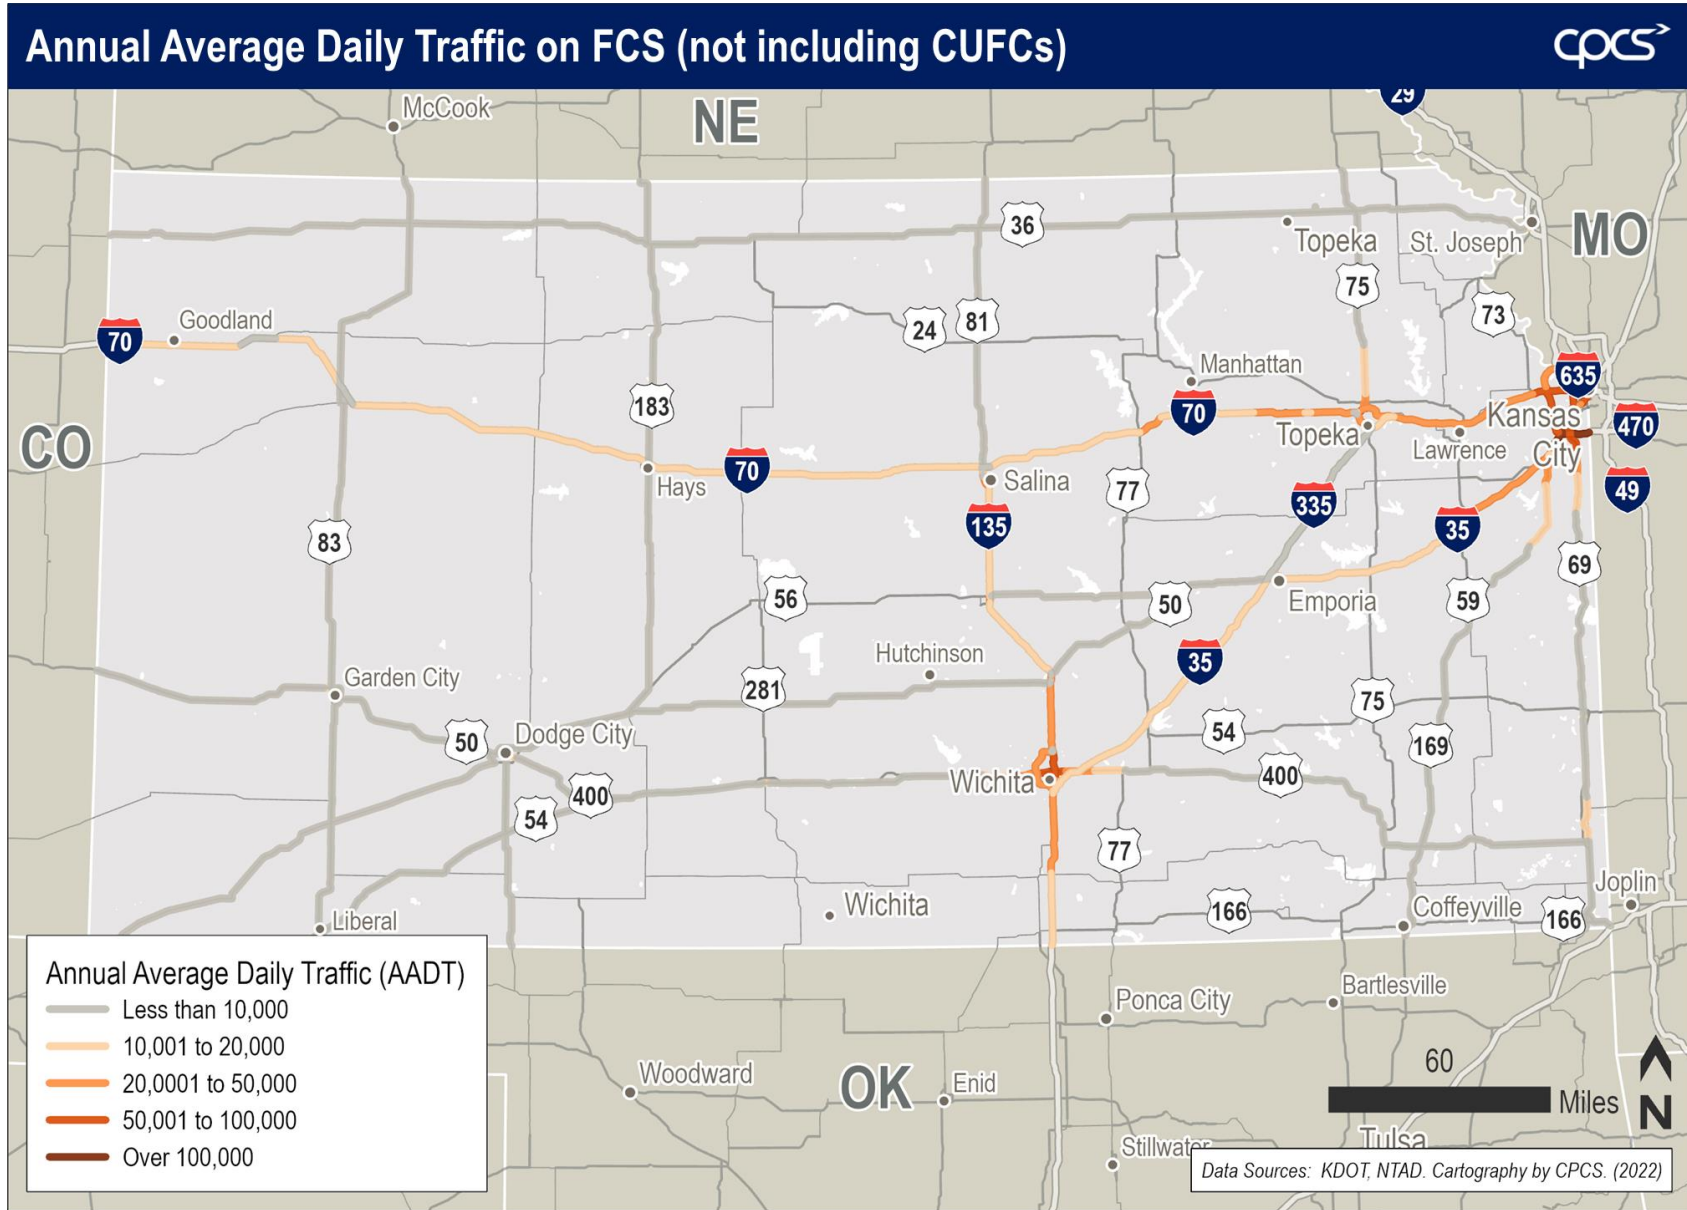 Annual Average Daily Traffic on FCS (not including CUFCs)
cpcs
29
McCook
NE
MO
36
Topeka
St. Joseph
75
73
Goodland
70
24
81
Manhattan
635
183
70
Kansas
City
470
CO
Topeka
Lawrence
Hays
70
Salina
77
335
49
135
35
83
69
56
50
Emporia
59
Hutchinson
35
Garden City
281
75
50
Dodge City
54
169
Wichita
400
400
54
77
Joplin
Liberal
Wichita
166
Coffeyville
166
Annual Average Daily Traffic (AADT)
Less than 10,000
10,001 to 20,000
20,0001 to 50,000
50,001 to 100,000
Over 100,000
Ponca City
Bartlesville
Woodward
OK
Enid
60
Miles
N
Stillwater
Tulsa
Data Sources: KDOT, NTAD. Cartography by CPCS. (2022)